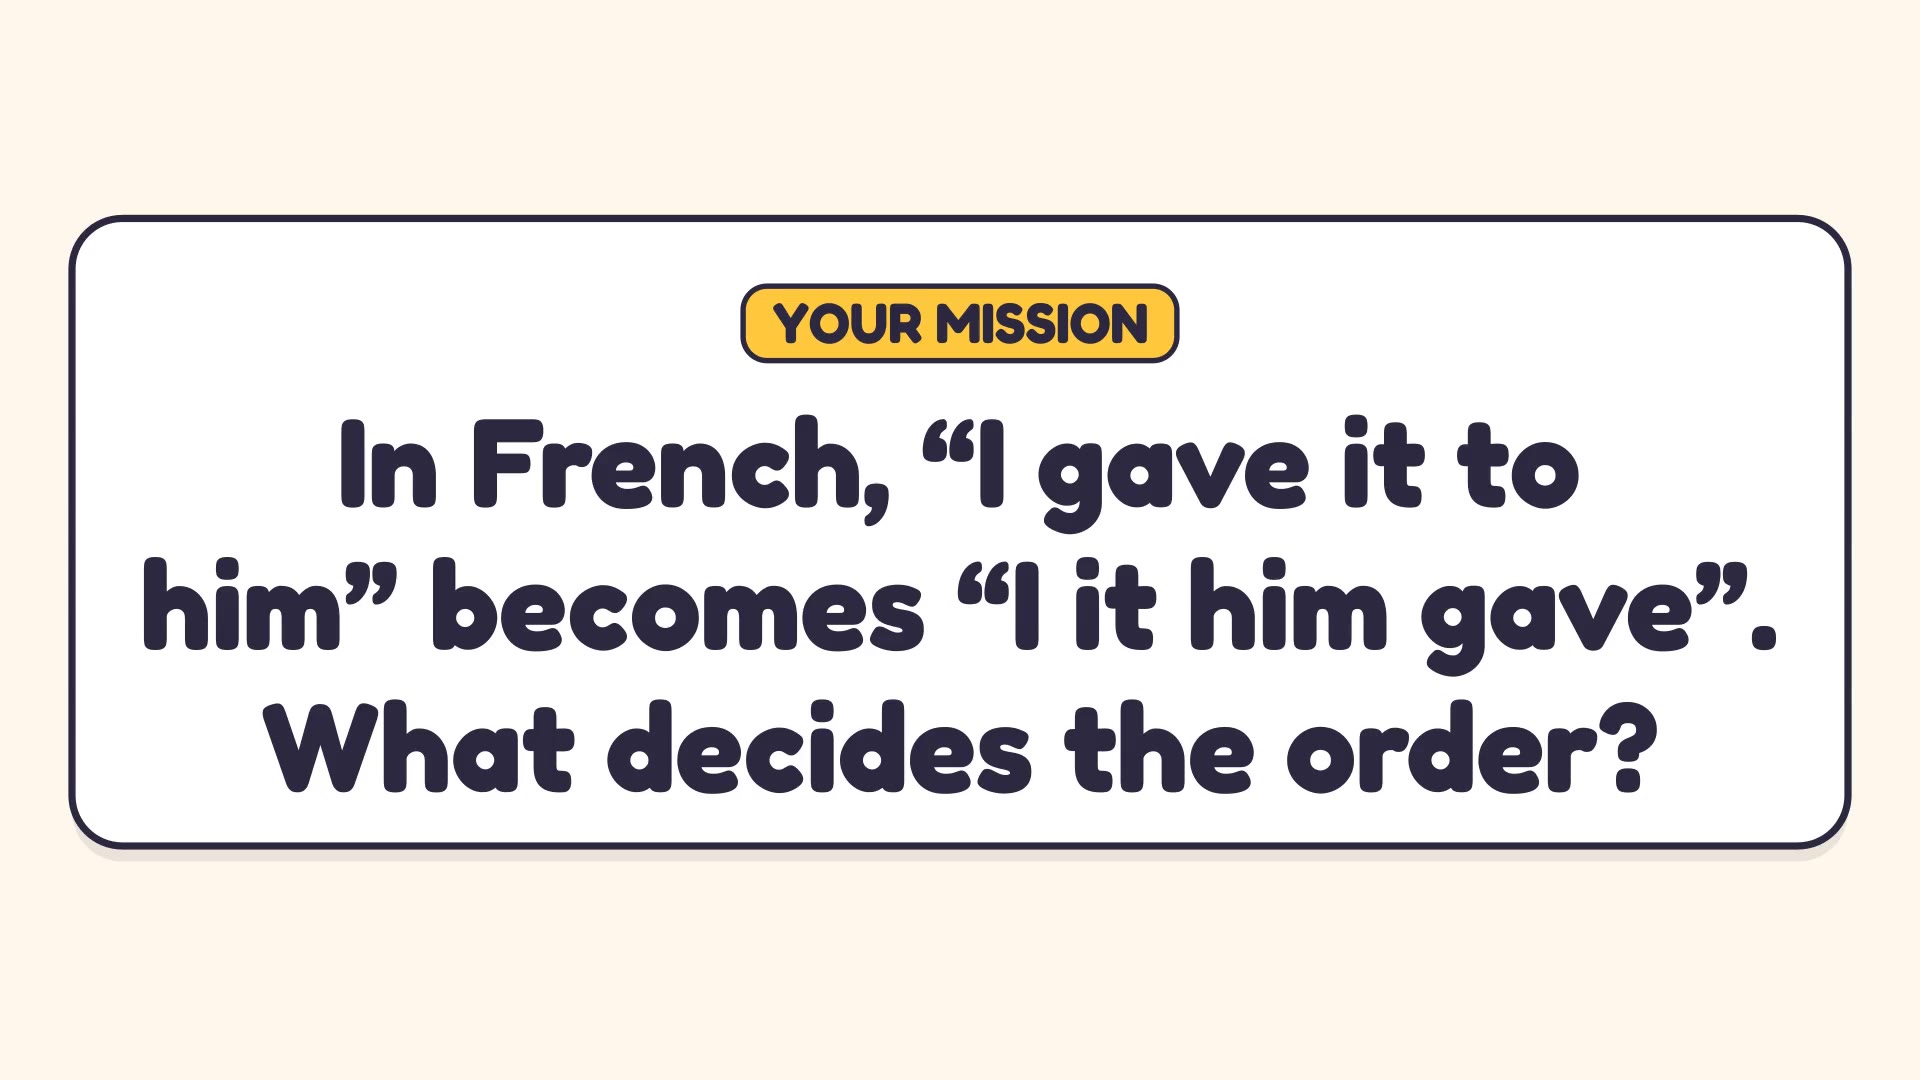 YOUR MISSION
In French, “I gave it to
him” becomes “I it him gave”.
What decides the order?